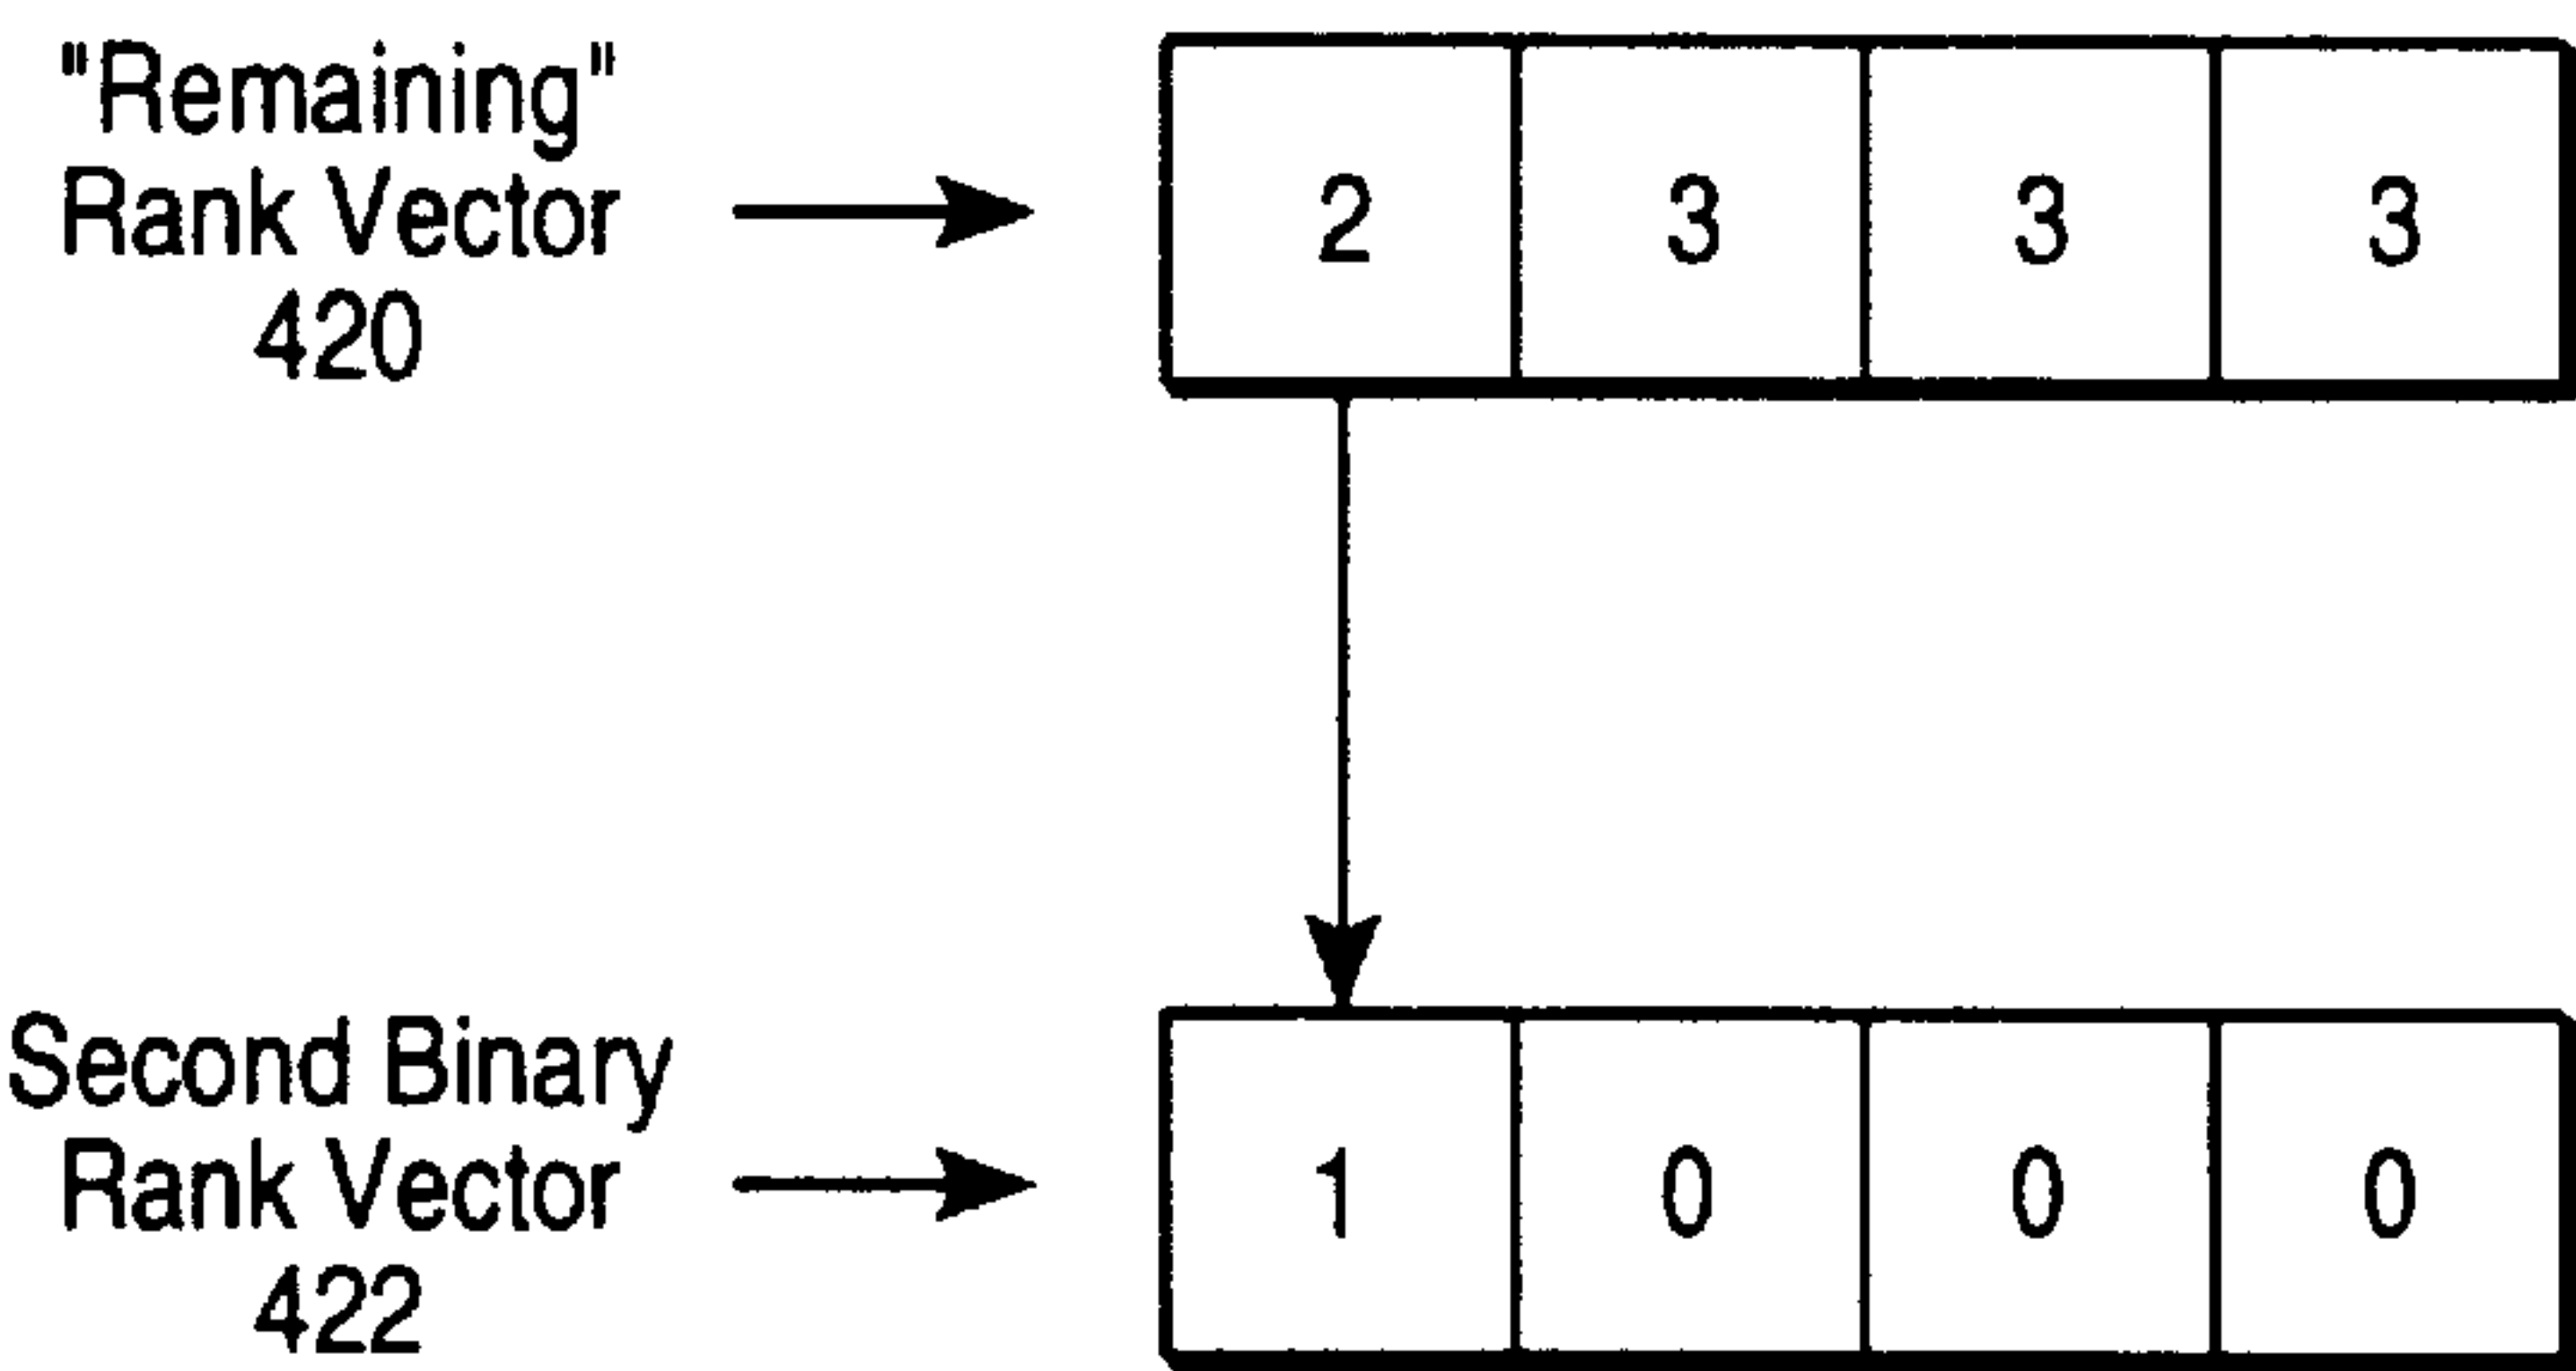 "Remaining"
Rank Vector
420
2 3 3 3
Second Binary
Rank Vector
422
1 0 0 0